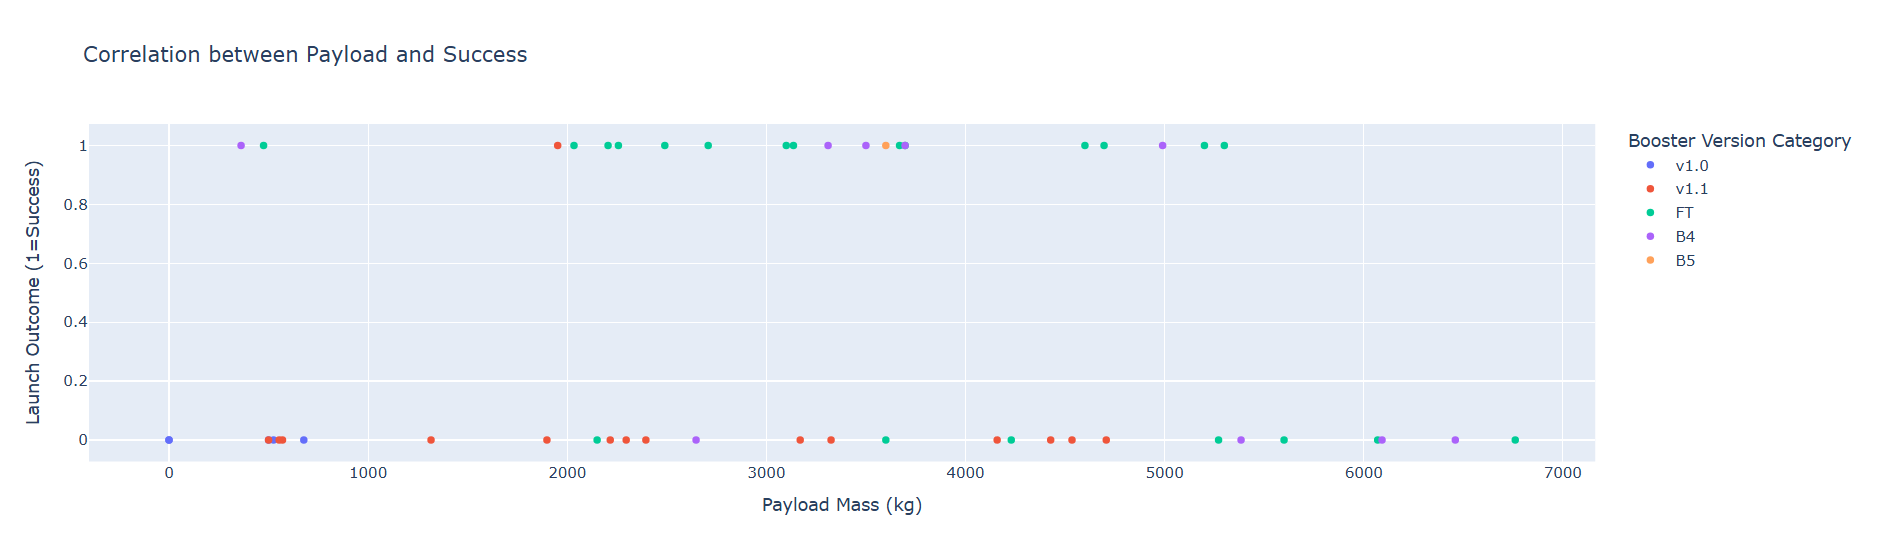 Correlation between Payload and Success
Launch Outcome (1=Success)
1
0.8
0.6
0.4
0.2
0
0 1000 2000 3000 4000 5000 6000 7000
Payload Mass (kg)
Booster Version Category
v1.0
v1.1
FT
B4
B5